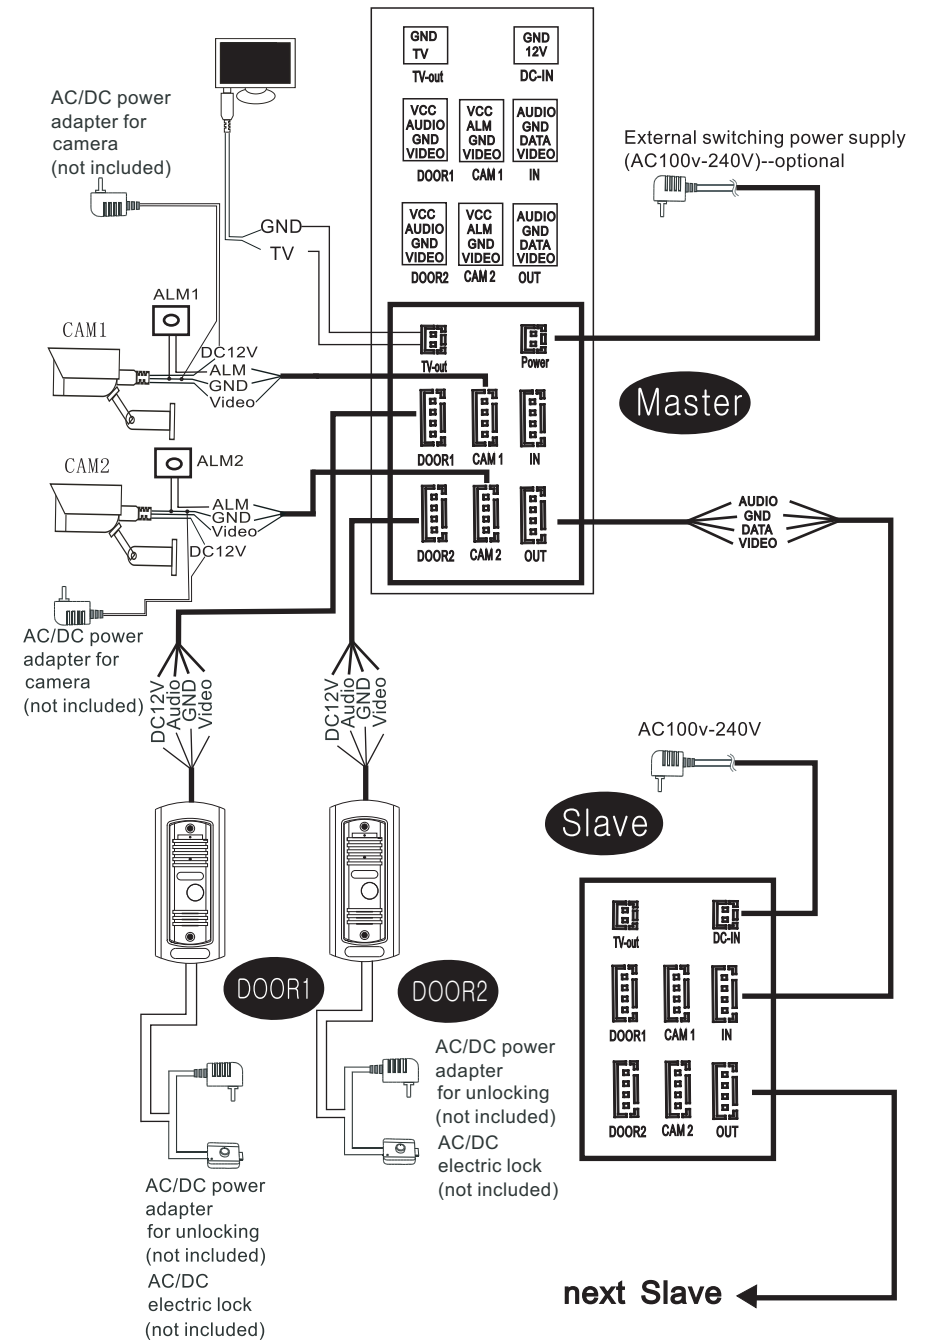 GND
TV
TV-out
GND
12V
DC-IN
AC/DC power
adapter for
camera
(not included)
VCC
AUDIO
GND
VIDEO
DOOR1
VCC
ALM
GND
VIDEO
CAM 1
AUDIO
GND
DATA
VIDEO
IN
External switching power supply
(AC100v-240V)--optional
VCC
AUDIO
GND
VIDEO
DOOR2
VCC
ALM
GND
VIDEO
CAM 2
AUDIO
GND
DATA
VIDEO
OUT
GND
TV
ALM1
CAM1
DC12V
ALM
GND
Video
TV-out
Power
Master
DOOR1
CAM 1
IN
ALM2
CAM2
ALM
GND
Video
DC12V
DOOR2
CAM 2
OUT
AUDIO
GND
DATA
VIDEO
AC/DC power
adapter for
camera
(not included)
DC12V
Audio
GND
Video
DC12V
Audio
GND
Video
AC100v-240V
Slave
TV-out
DC-IN
DOOR1
CAM 1
IN
DOOR2
CAM 2
OUT
DOOR1
DOOR2
AC/DC power
adapter
for unlocking
(not included)
AC/DC
electric lock
(not included)
AC/DC power
adapter
for unlocking
(not included)
AC/DC
electric lock
(not included)
next Slave